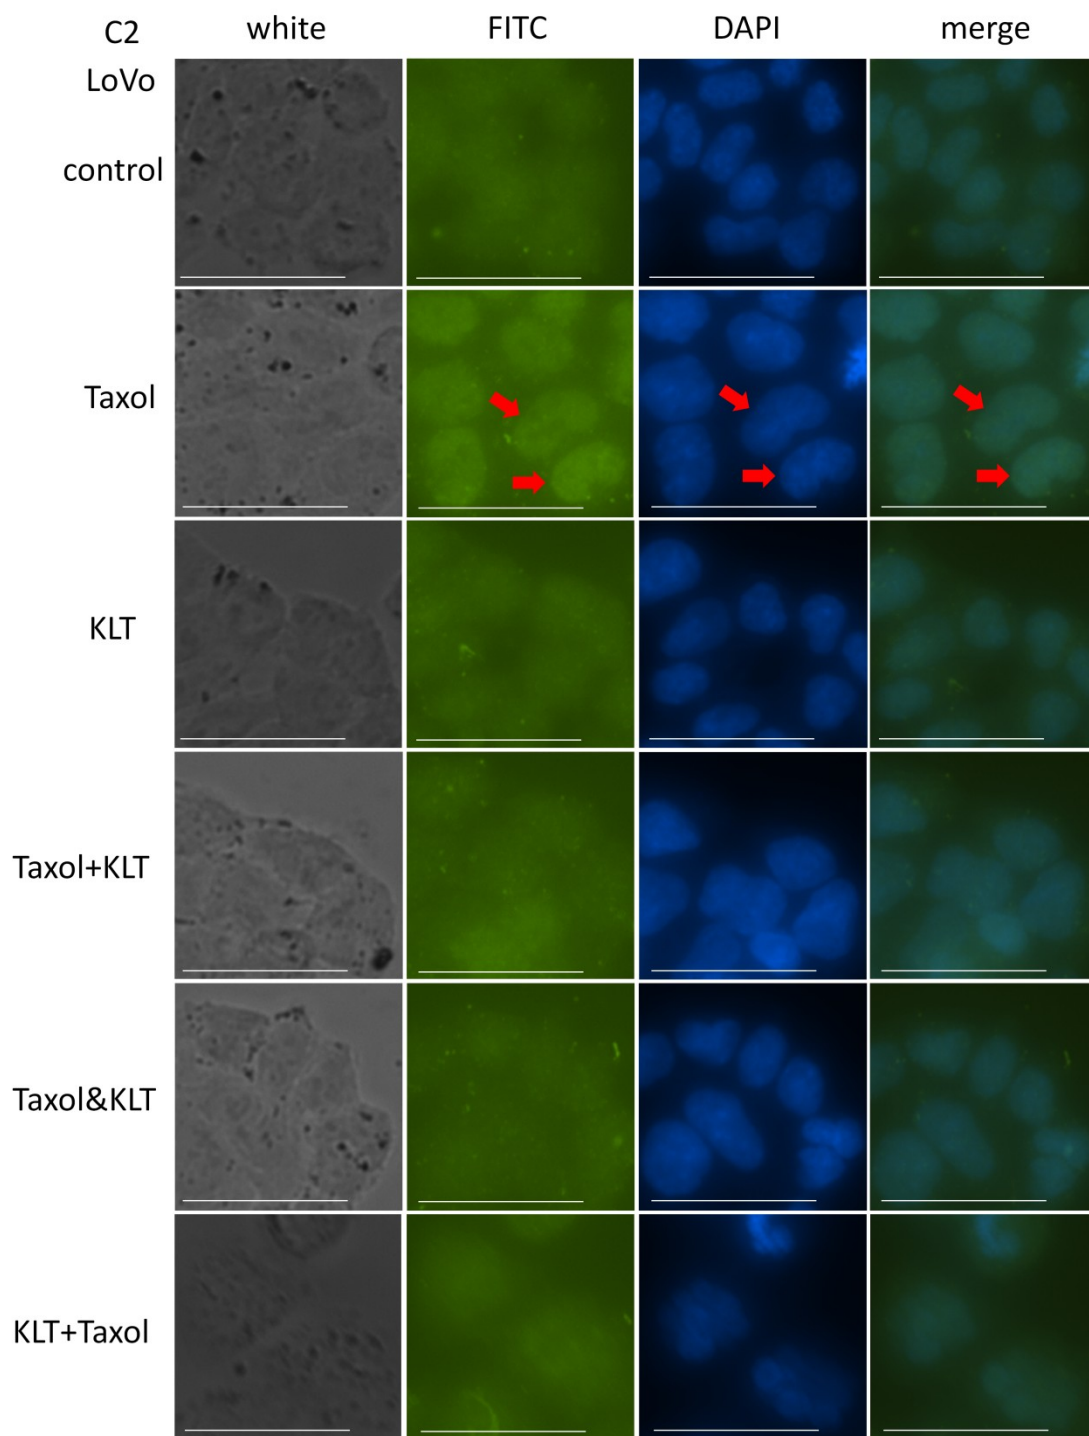 C2 white FITC DAPI merge
LoVo
control
Taxol
KLT
Taxol+KLT
Taxol&KLT
KLT+Taxol